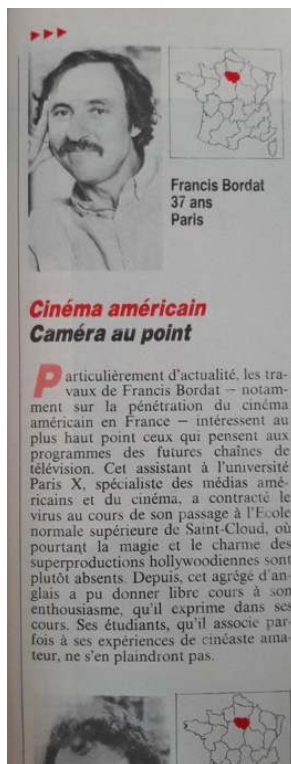 Francis Bordat
37 ans
Paris
Cinéma américain
Caméra au point
Particulièrement d'actualité, les tra-
vaux de Francis Bordat — notam-
ment sur la pénétration du cinéma
américain en France — intéressent au
plus haut point ceux qui pensent aux
programmes des futures chaînes de
télévision. Cet assistant à l'université
Paris X, spécialiste des médias amé-
ricains et du cinéma, a contracté le
virus au cours de son passage à l'Ecole
normale supérieure de Saint-Cloud, où
pourtant la magie et le charme des
superproductions hollywoodiennes sont
plutôt absents. Depuis, cet agrégé d'an-
glais a pu donner libre cours à son
enthousiasme, qu'il exprime dans ses
cours. Ses étudiants, qu'il associe par-
fois à ses expériences de cinéaste ama-
teur, ne s'en plaindront pas.